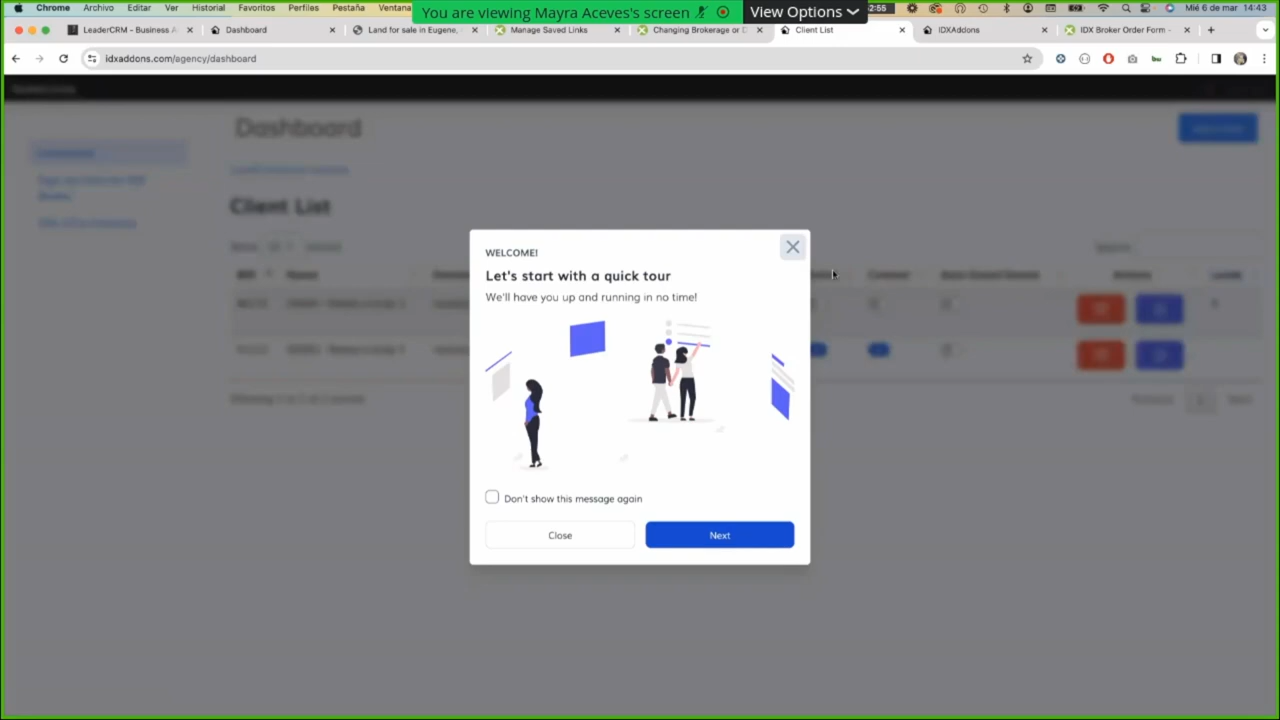 Chrome Archivo Editar Ver Historial Favoritos Perfiles Pestaña Ventana
You are viewing Mayra Aceves's screen
View Options
Mié 6 de mar 14:43
LeaderCRM - Business A
Dashboard
Land for sale in Eugene,
Manage Saved Links
Changing Brokerage or D
Client List
IDXAddons
IDX Broker Order Form -
idxaddons.com/agency/dashboard
Dashboard
Client List
WELCOME!
Let's start with a quick tour
We'll have you up and running in no time!
Don't show this message again
Close
Next